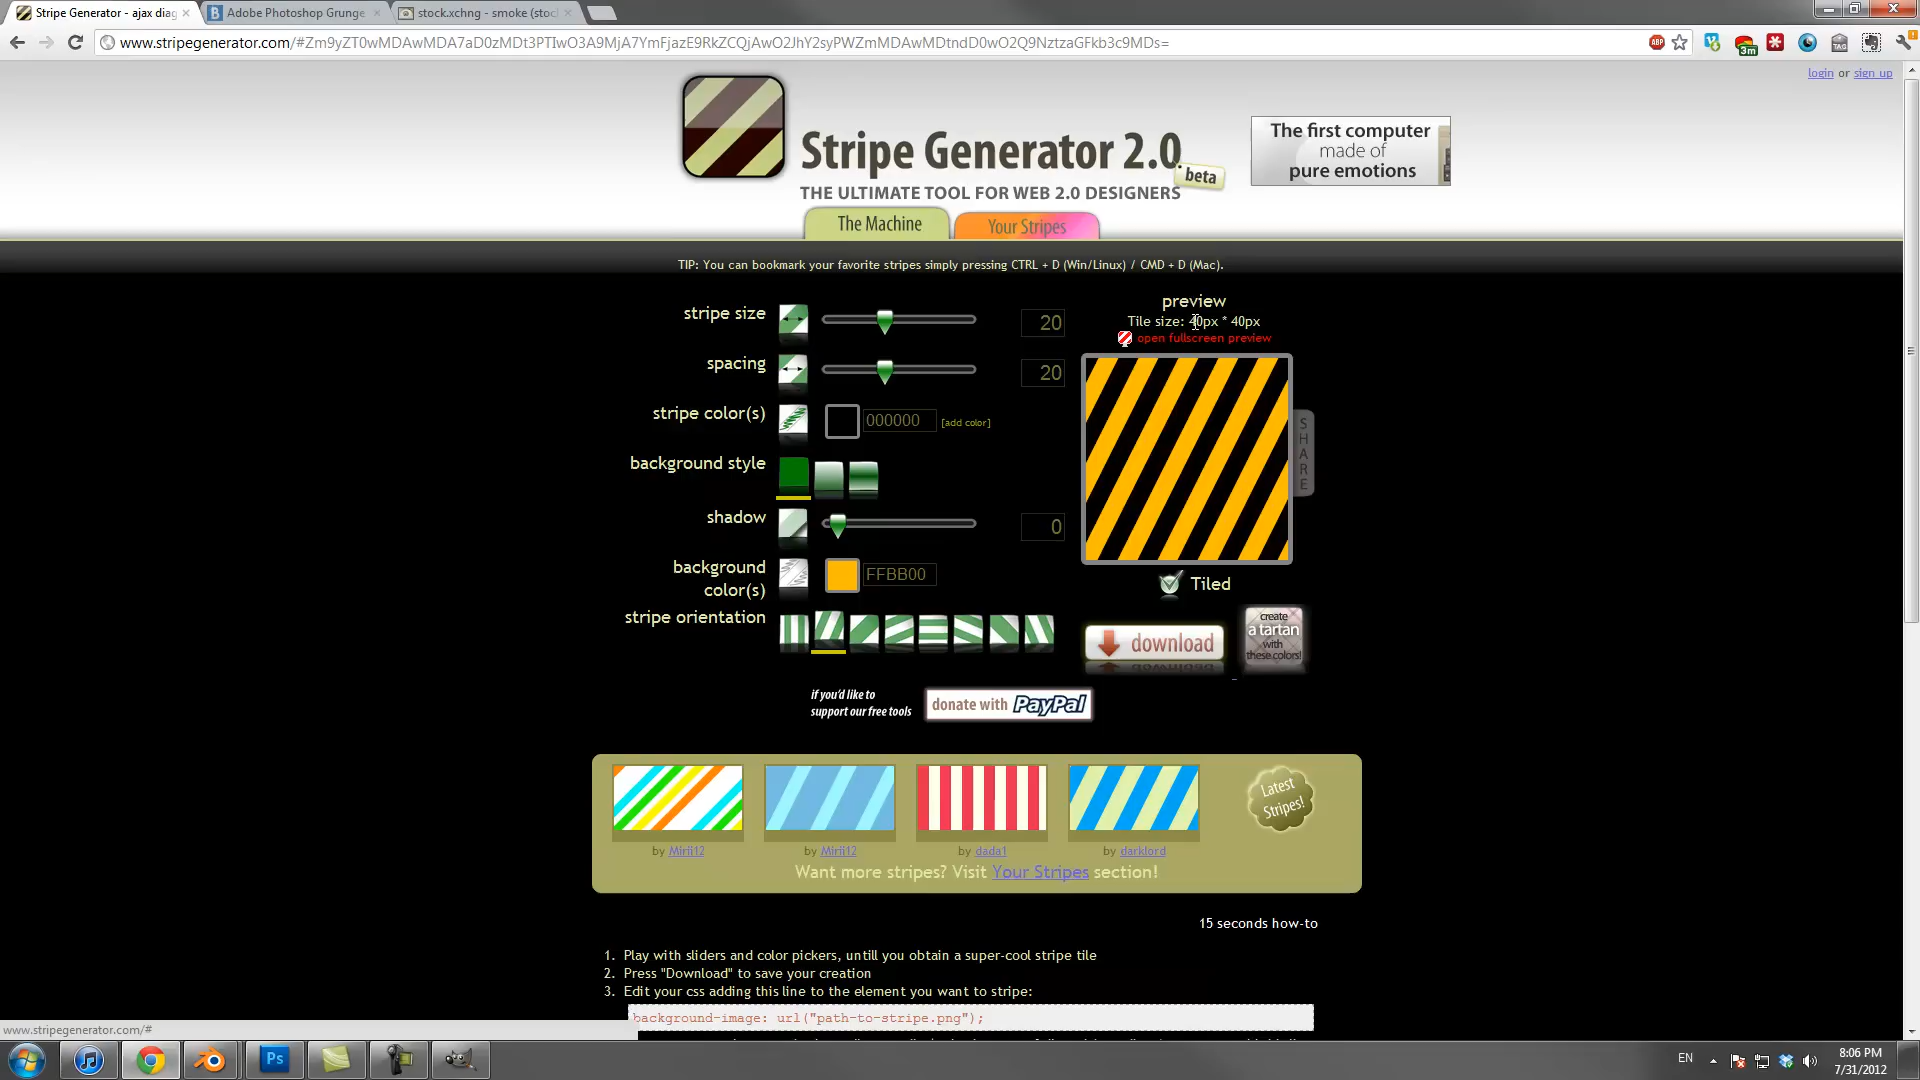 Stripe Generator - ajax diag
Adobe Photoshop Grunge
stock.xchng - smoke (stoc
www.stripegenerator.com/#Zm9yZT0wMDAwMDA7aD0zMDt3PTIwO3A9MjA7YmFjazE9RkZCQjAwO2JhY2syPWZmMDAwMDtndD0wO2Q9NztzaGFkb3c9MDs=
ABP
3m
TAG
login or sign up
Stripe Generator 2.0
beta
THE ULTIMATE TOOL FOR WEB 2.0 DESIGNERS
The first computer
made of
pure emotions
The Machine
Your Stripes
TIP: You can bookmark your favorite stripes simply pressing CTRL + D (Win/Linux) / CMD + D (Mac).
stripe size
20
spacing
20
stripe color(s)
000000
[add color]
background style
shadow
0
background
color(s)
FFBB00
stripe orientation
preview
Tile size: 40px * 40px
open fullscreen preview
SHARE
Tiled
download
create
a tartan
with
these colors!
if you'd like to
support our free tools
donate with PayPal
by Mirii12
by Mirii12
by dada1
by darklord
Latest
Stripes!
Want more stripes? Visit Your Stripes section!
15 seconds how-to
1. Play with sliders and color pickers, untill you obtain a super-cool stripe tile
2. Press "Download" to save your creation
3. Edit your css adding this line to the element you want to stripe:
background-image: url("path-to-stripe.png");
www.stripegenerator.com/#
Ps
EN
8:06 PM
7/31/2012